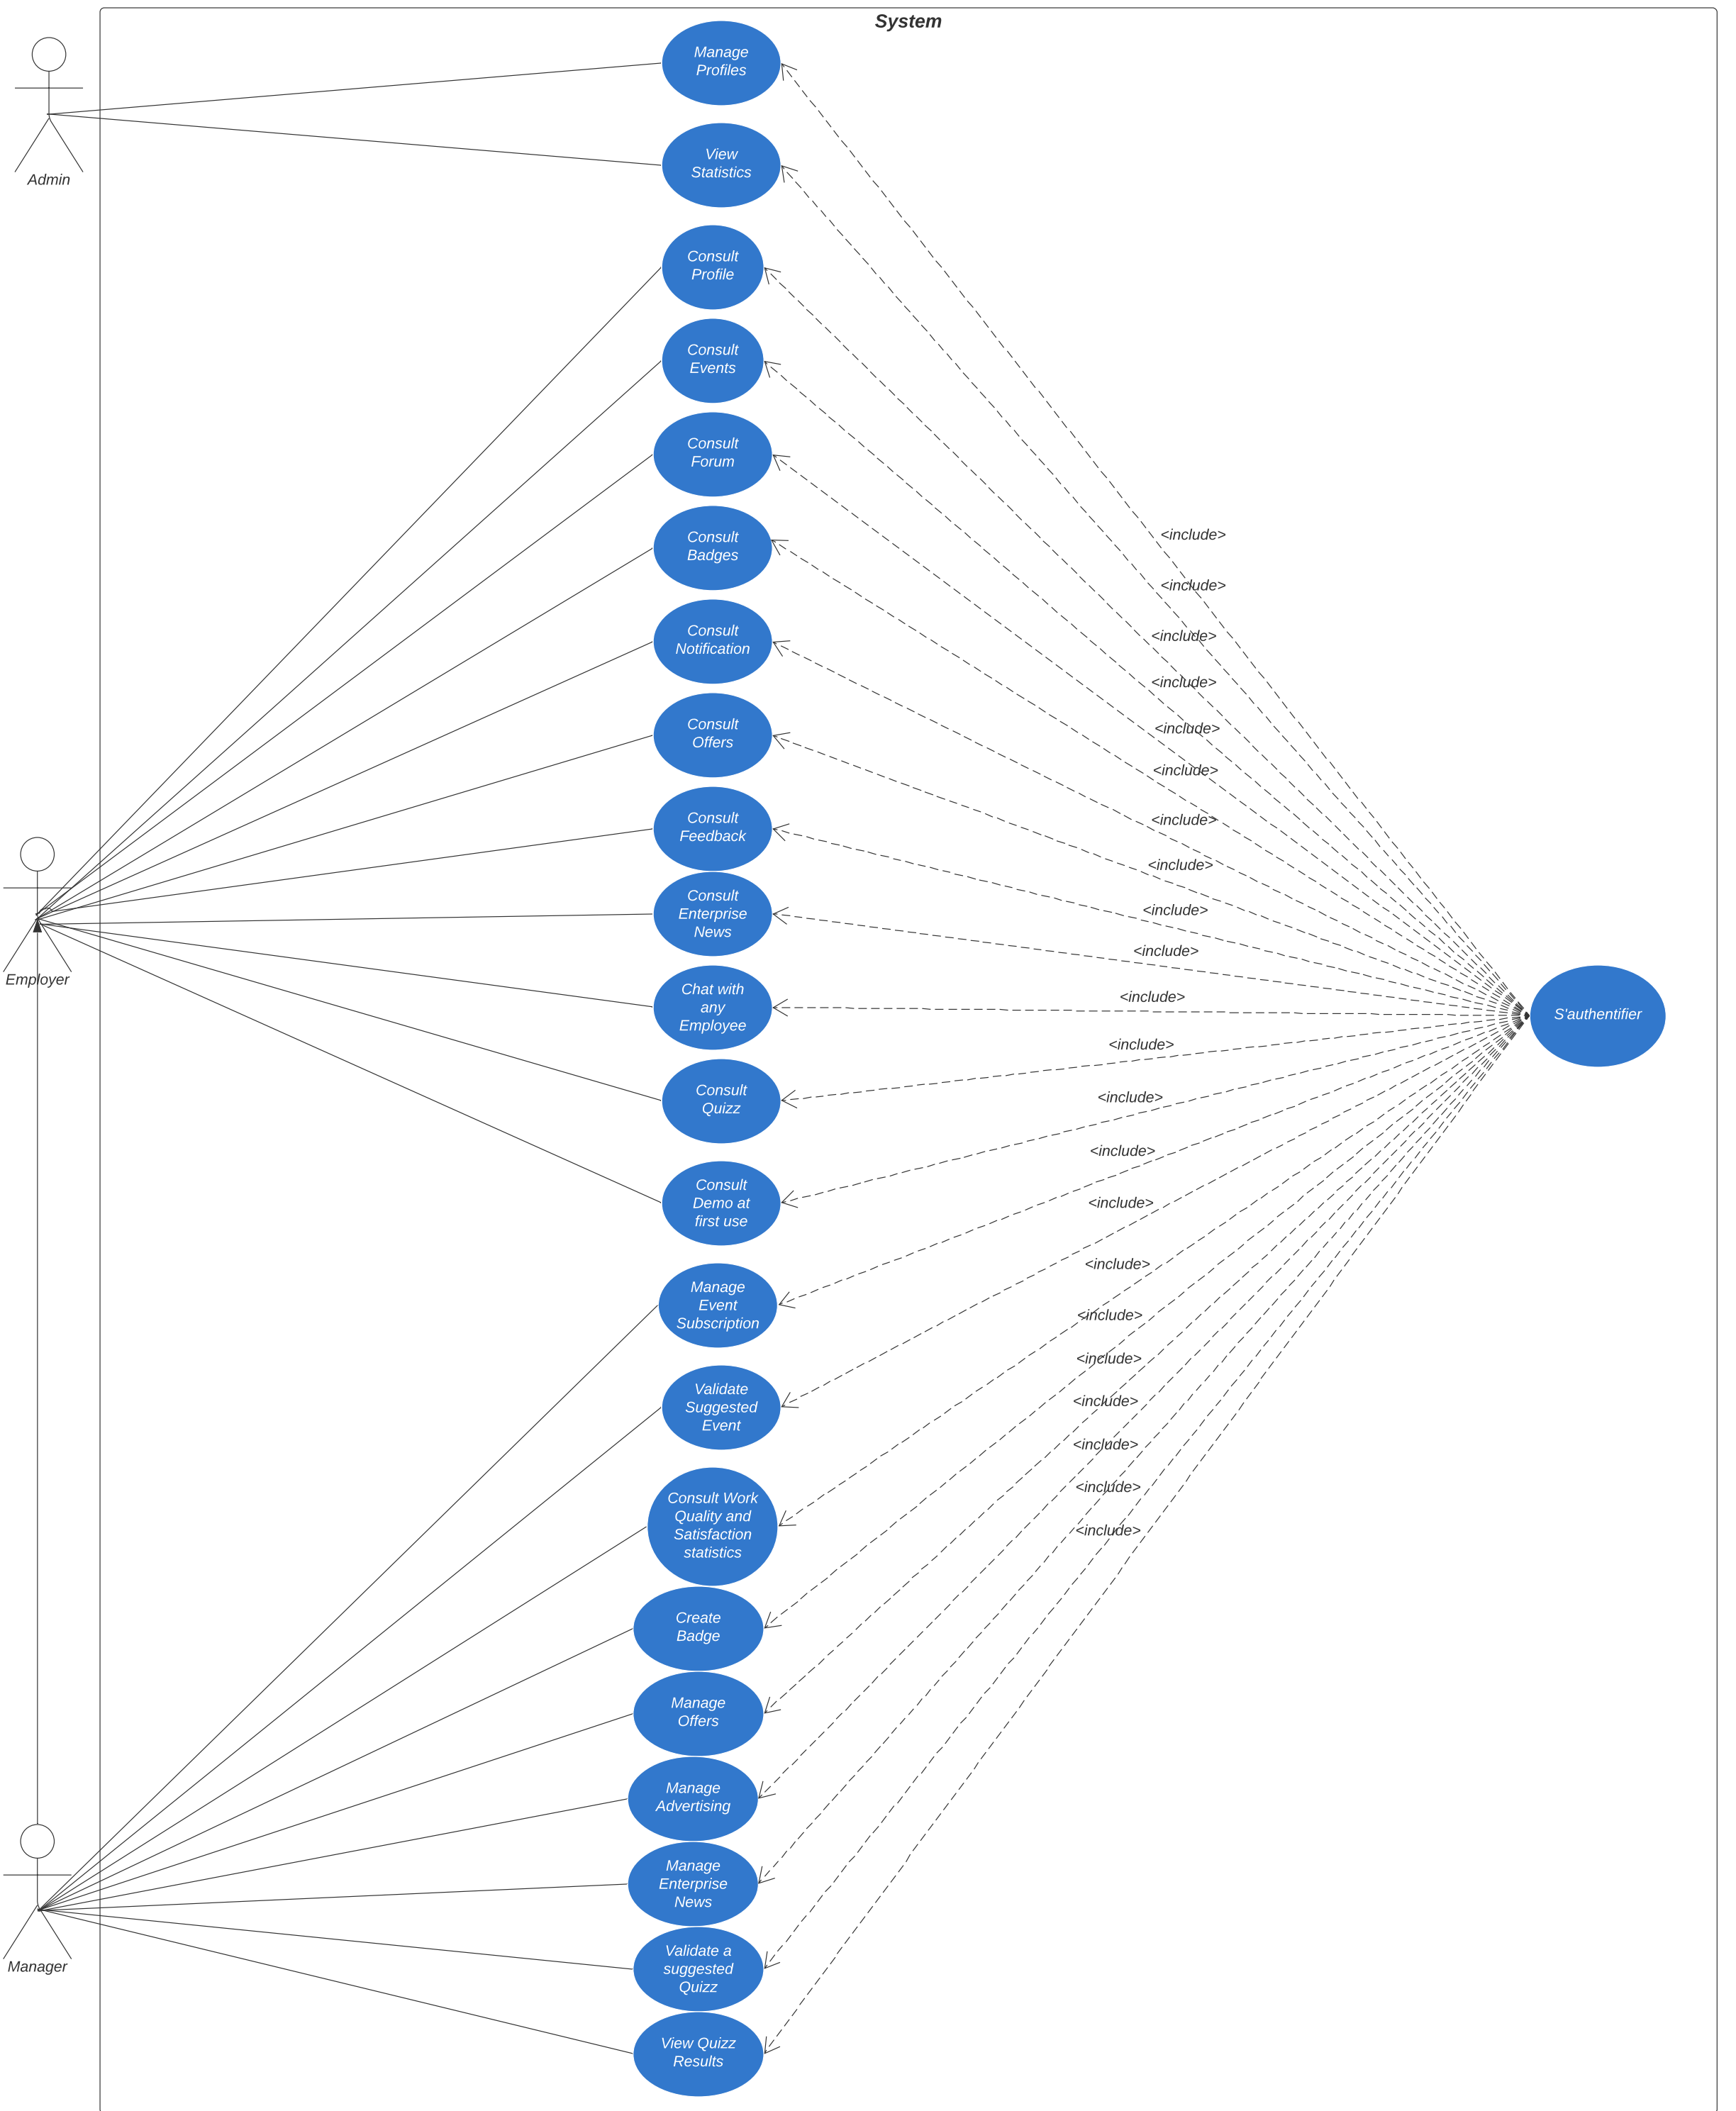 System
Manage
Profiles
Admin
View
Statistics
Consult
Profile
Consult
Events
Consult
Forum
Consult
Badges
<include>
<include>
Consult
Notification
<include>
<include>
Consult
Offers
<include>
<include>
Consult
Feedback
<include>
<include>
Consult
Enterprise
News
<include>
<include>
Employer
Chat with
any
Employee
<include>
S'authentifier
<include>
Consult
Quizz
<include>
<include>
Consult
Demo at
first use
<include>
<include>
Manage
Event
Subscription
<include>
<include>
Validate
Suggested
Event
<include>
<include>
<include>
Consult Work
Quality and
Satisfaction
statistics
<include>
Create
Badge
Manage
Offers
Manage
Advertising
Manage
Enterprise
News
Manager
Validate a
suggested
Quizz
View Quizz
Results